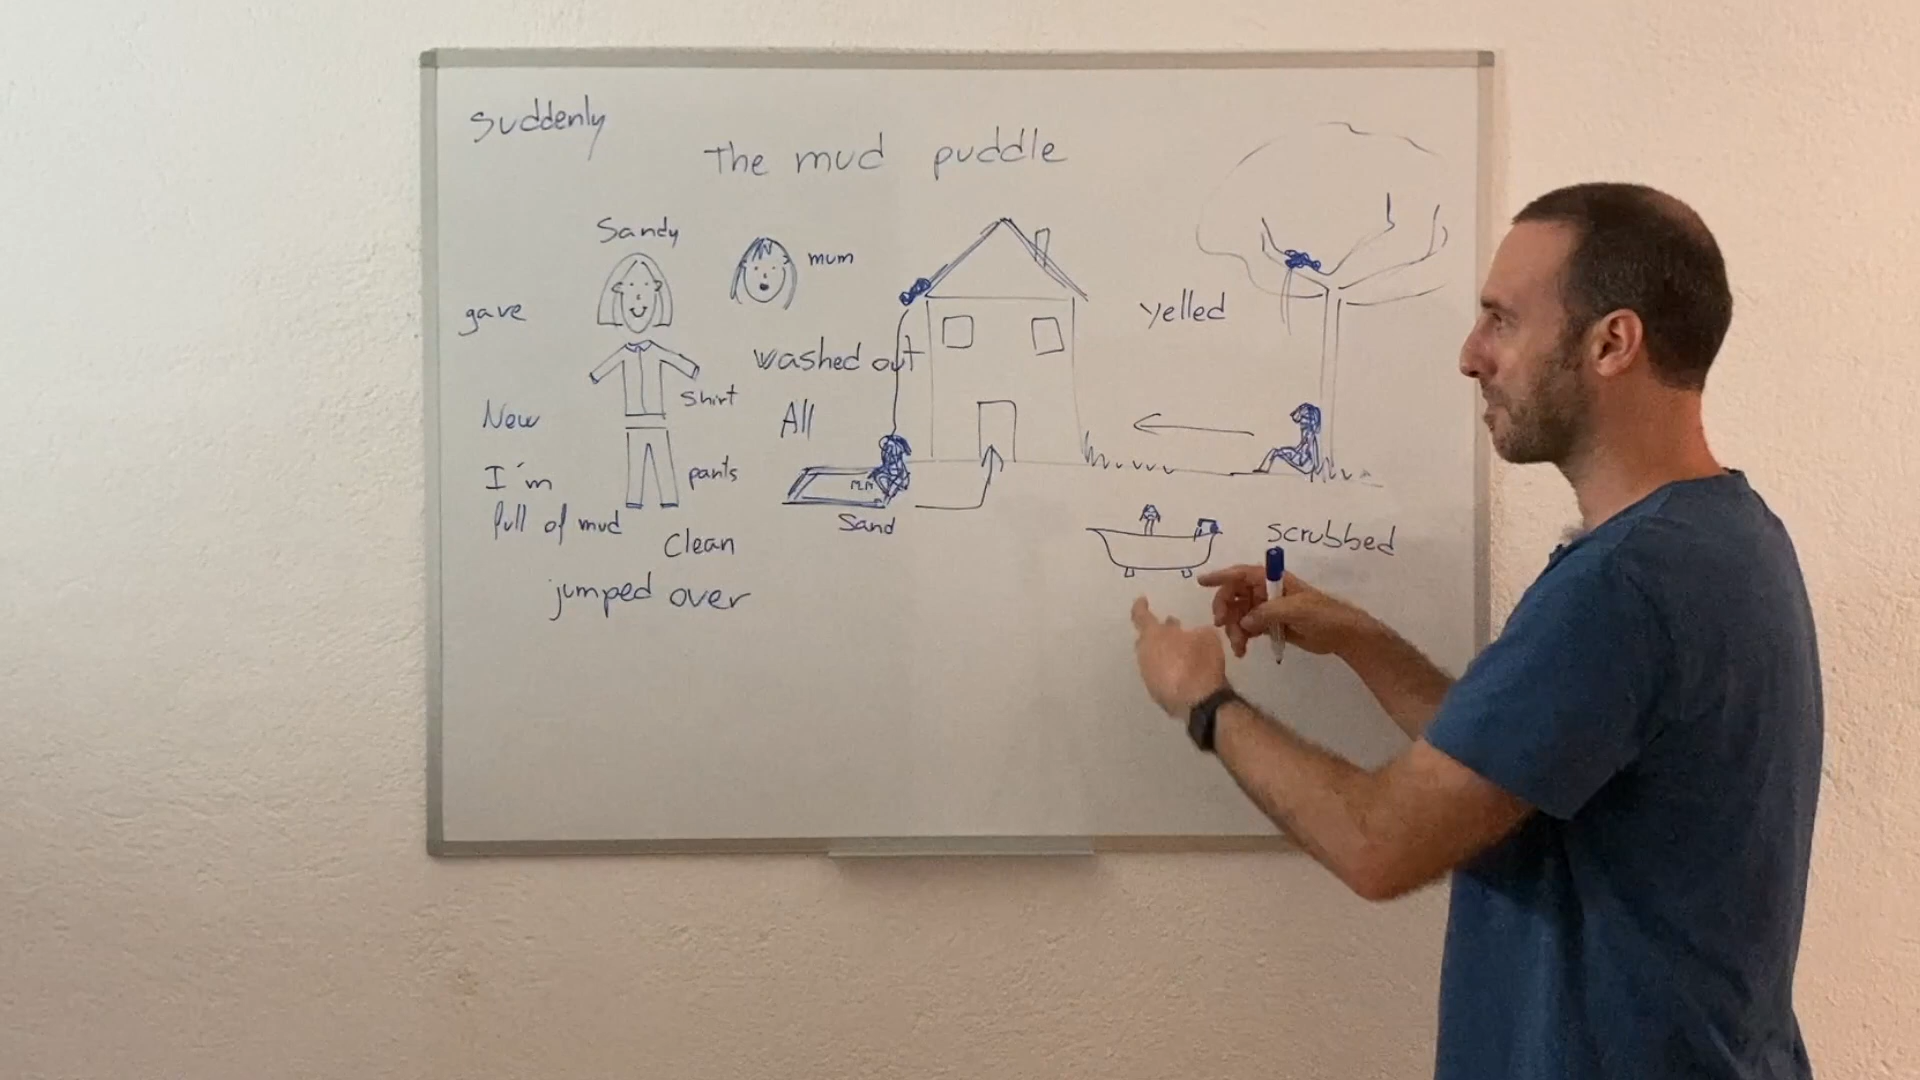 Suddenly
The mud puddle
Sandy
mum
gave
yelled
washed out
shirt
New
All
I'm
pants
full of mud
Sand
Clean
scrubbed
jumped over